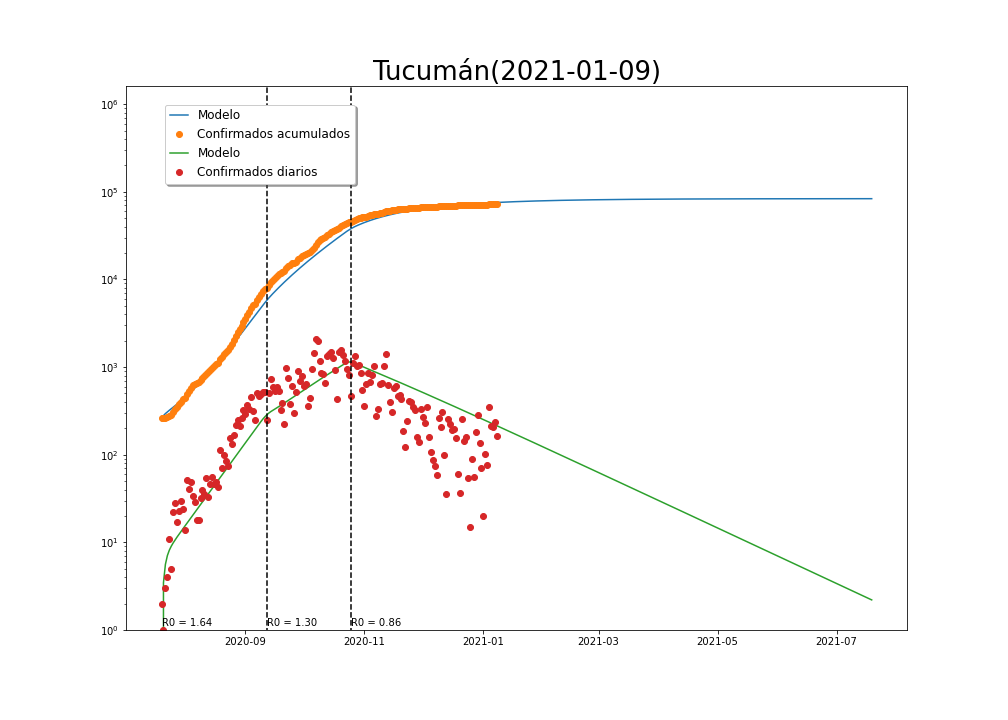 Tucumán(2021-01-09)
Modelo
Confirmados acumulados
Modelo
Confirmados diarios
10⁶
10⁵
10⁴
10³
10²
10¹
10⁰
R0 = 1.64
R0 = 1.30
R0 = 0.86
2020-09
2020-11
2021-01
2021-03
2021-05
2021-07